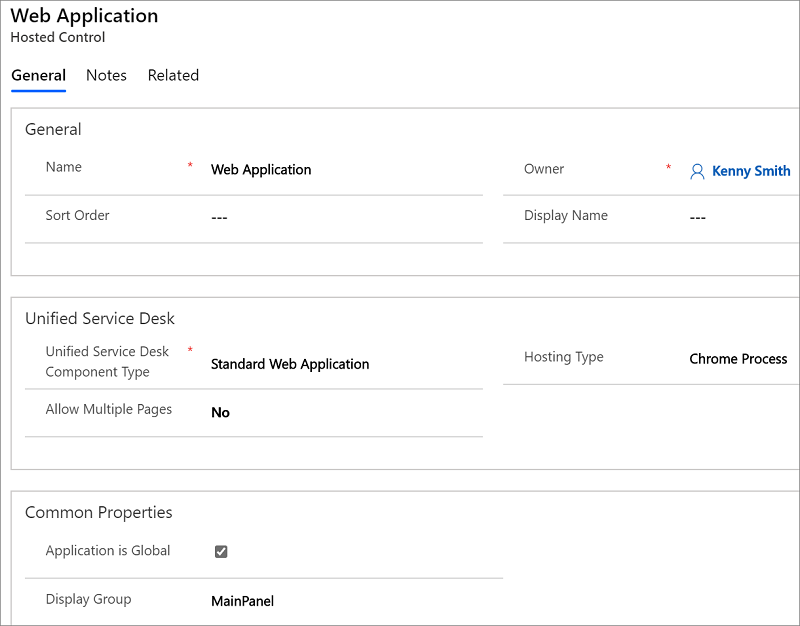 Web Application
Hosted Control
General Notes Related
General
Name * Web Application Owner * Kenny Smith
Sort Order --- Display Name ---
Unified Service Desk
Unified Service Desk Component Type * Standard Web Application Hosting Type Chrome Process
Allow Multiple Pages No
Common Properties
Application is Global
Display Group MainPanel